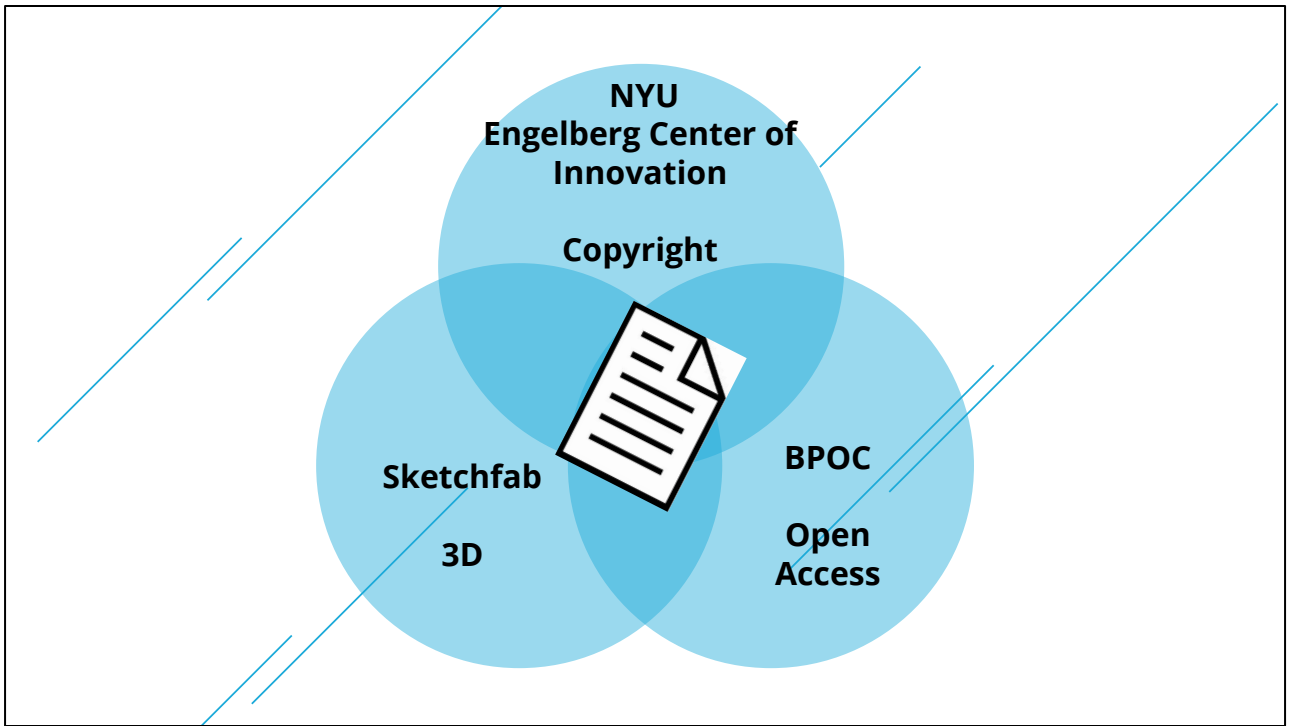 NYU
Engelberg Center of
Innovation
Copyright
Sketchfab
3D
BPOC
Open
Access